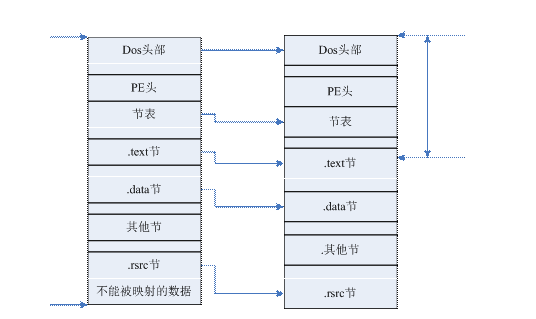 Dos头部
PE头
节表
.text节
.data节
其他节
.rsrc节
不能被映射的数据
Dos头部
PE头
节表
.text节
.data节
.其他节
.rsrc节